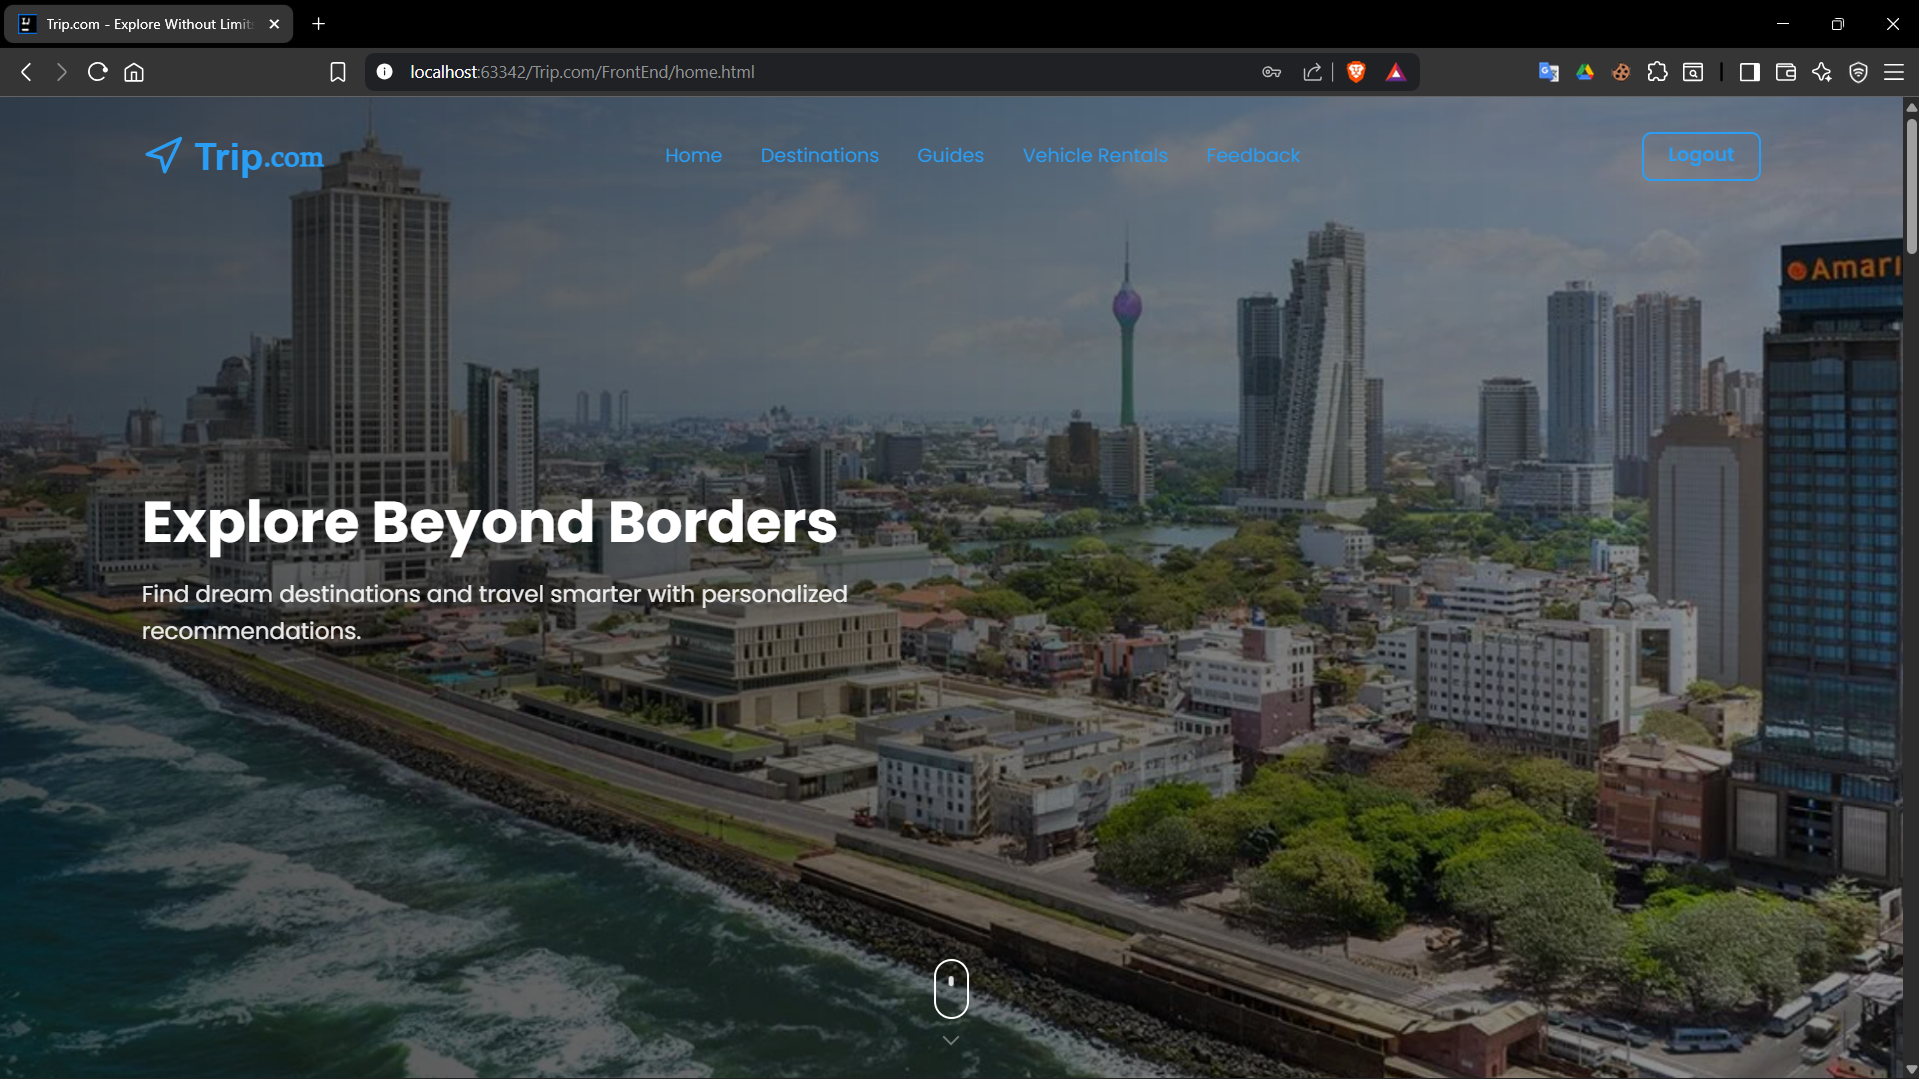 Trip.com - Explore Without Limit
localhost:63342/Trip.com/FrontEnd/home.html
Trip.com
Home Destinations Guides Vehicle Rentals Feedback
Logout
Amari
Explore Beyond Borders
Find dream destinations and travel smarter with personalized
recommendations.